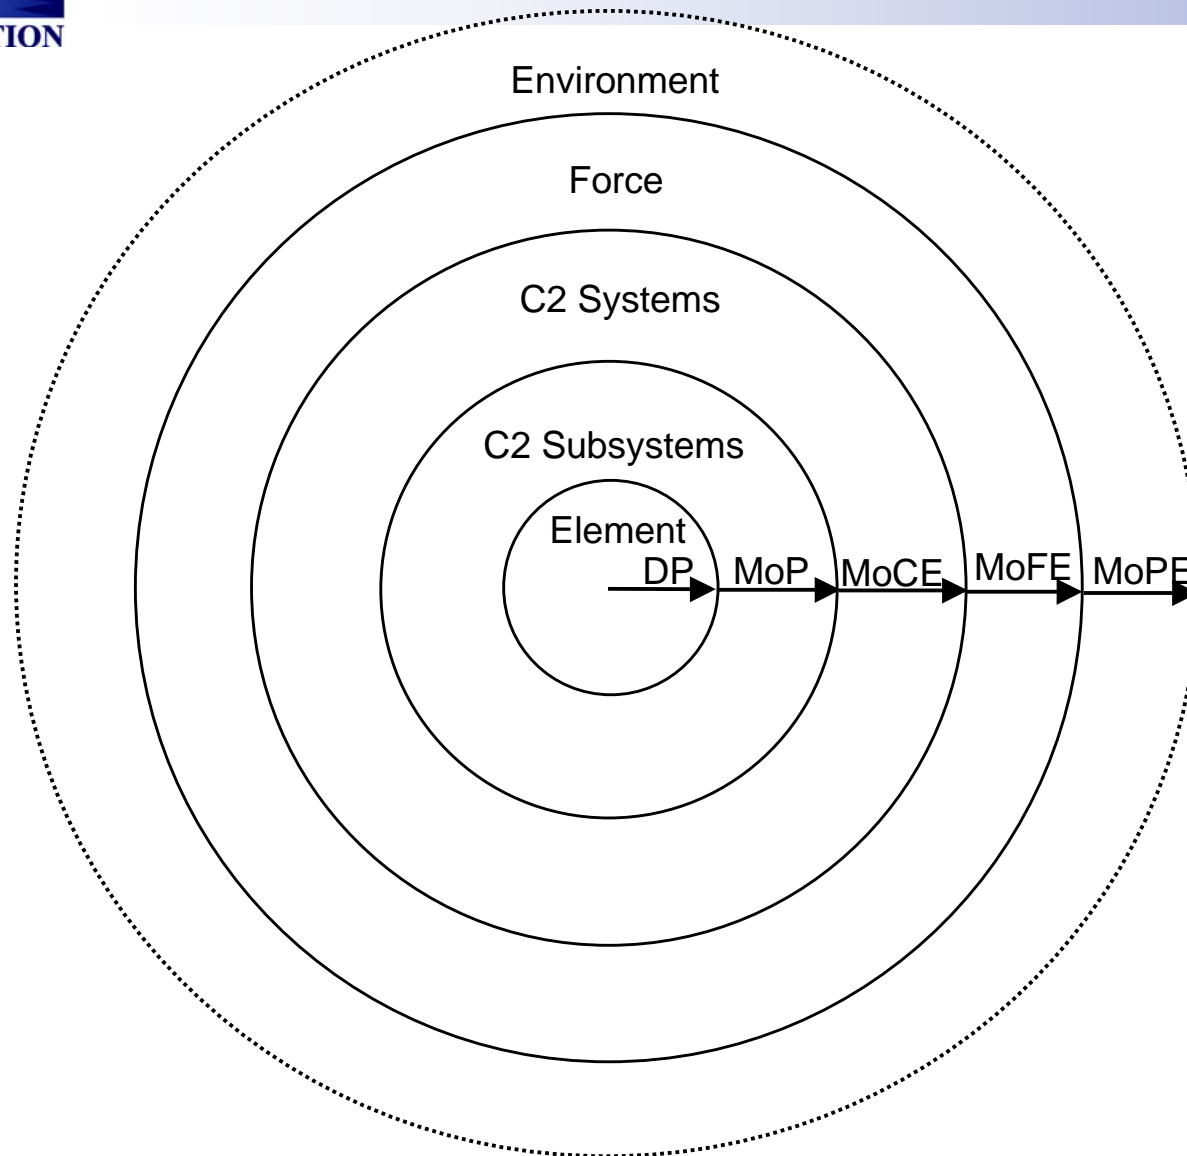 TION
Environment
Force
C2 Systems
C2 Subsystems
Element
DP MoP MoCE MoFE MoPE